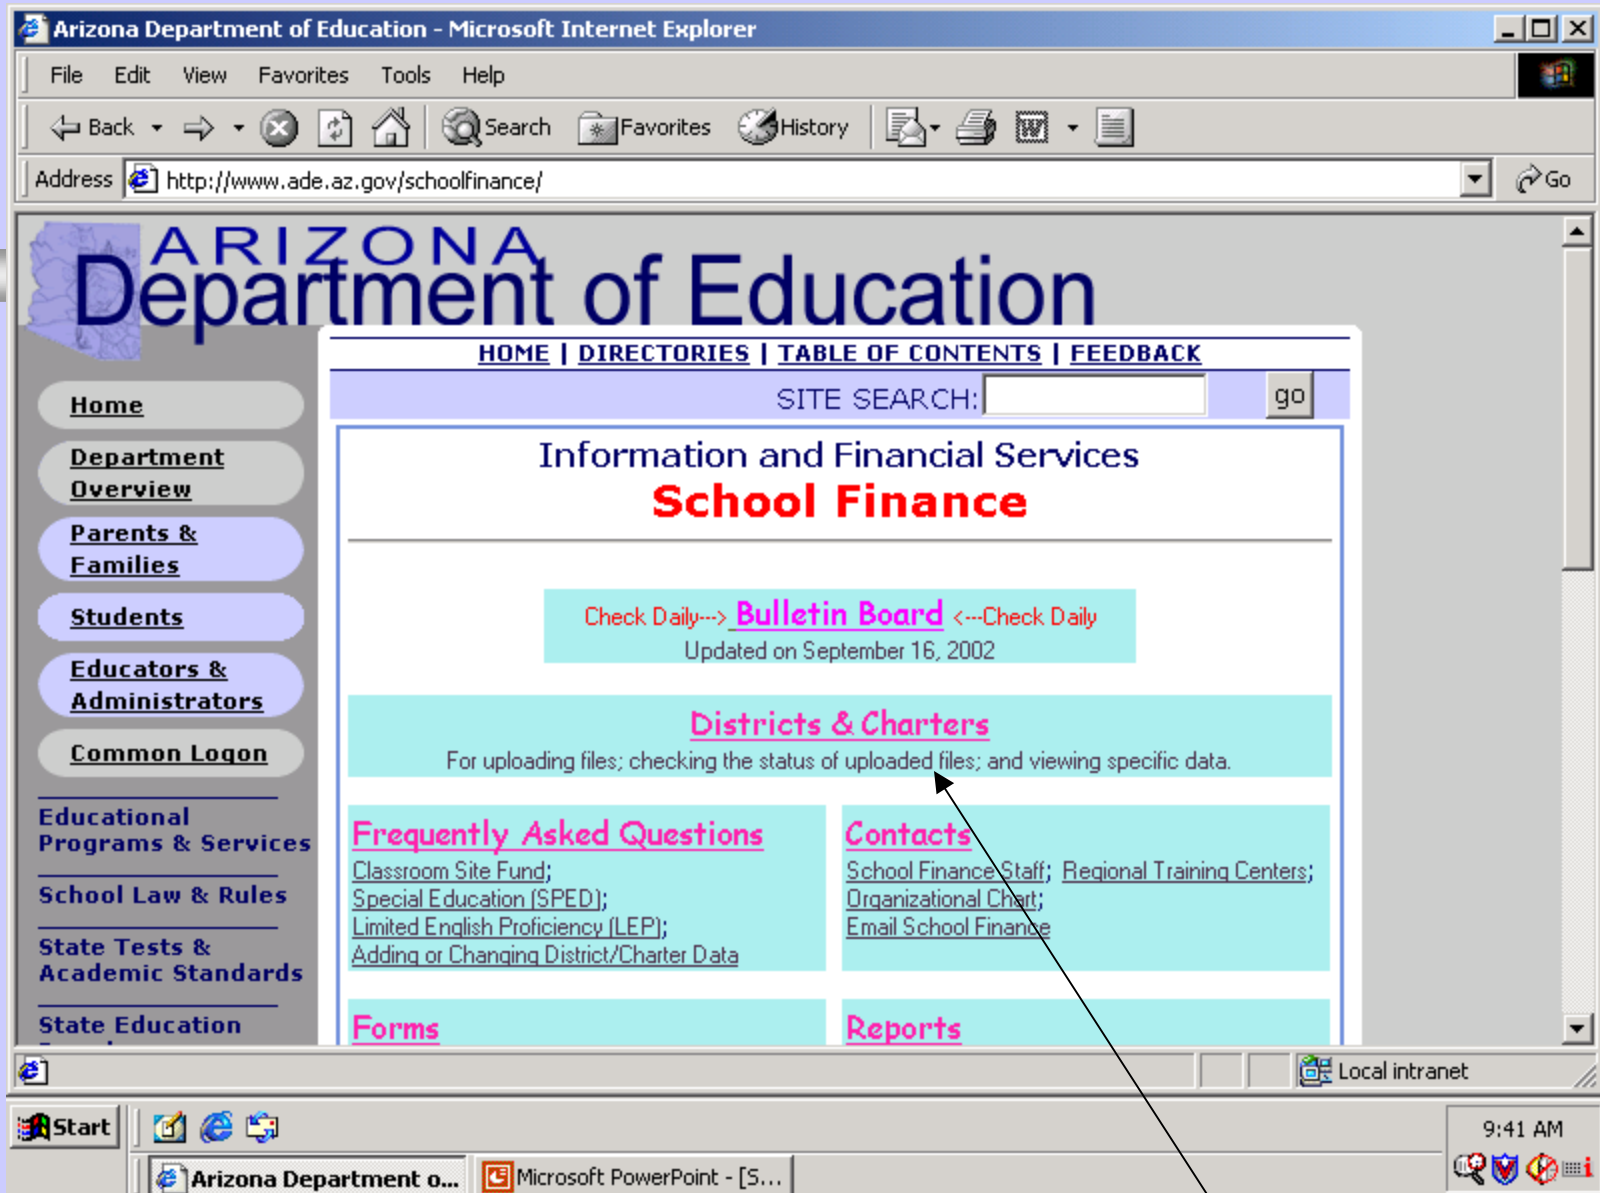 Arizona Department of Education - Microsoft Internet Explorer
File Edit View Favorites Tools Help
Back Search Favorites History
Address http://www.ade.az.gov/schoolfinance/ Go
ARIZONA
Department of Education
HOME | DIRECTORIES | TABLE OF CONTENTS | FEEDBACK
SITE SEARCH: go
Home
Department
Overview
Parents &
Families
Students
Educators &
Administrators
Common Logon
Educational
Programs & Services
School Law & Rules
State Tests &
Academic Standards
State Education
Information and Financial Services
School Finance
Check Daily---> Bulletin Board <---Check Daily
Updated on September 16, 2002
Districts & Charters
For uploading files; checking the status of uploaded files; and viewing specific data.
Frequently Asked Questions
Classroom Site Fund;
Special Education (SPED);
Limited English Proficiency (LEP);
Adding or Changing District/Charter Data
Contacts
School Finance Staff; Regional Training Centers;
Organizational Chart;
Email School Finance
Forms
Reports
Local intranet
Start
9:41 AM
Arizona Department o...
Microsoft PowerPoint - [S...